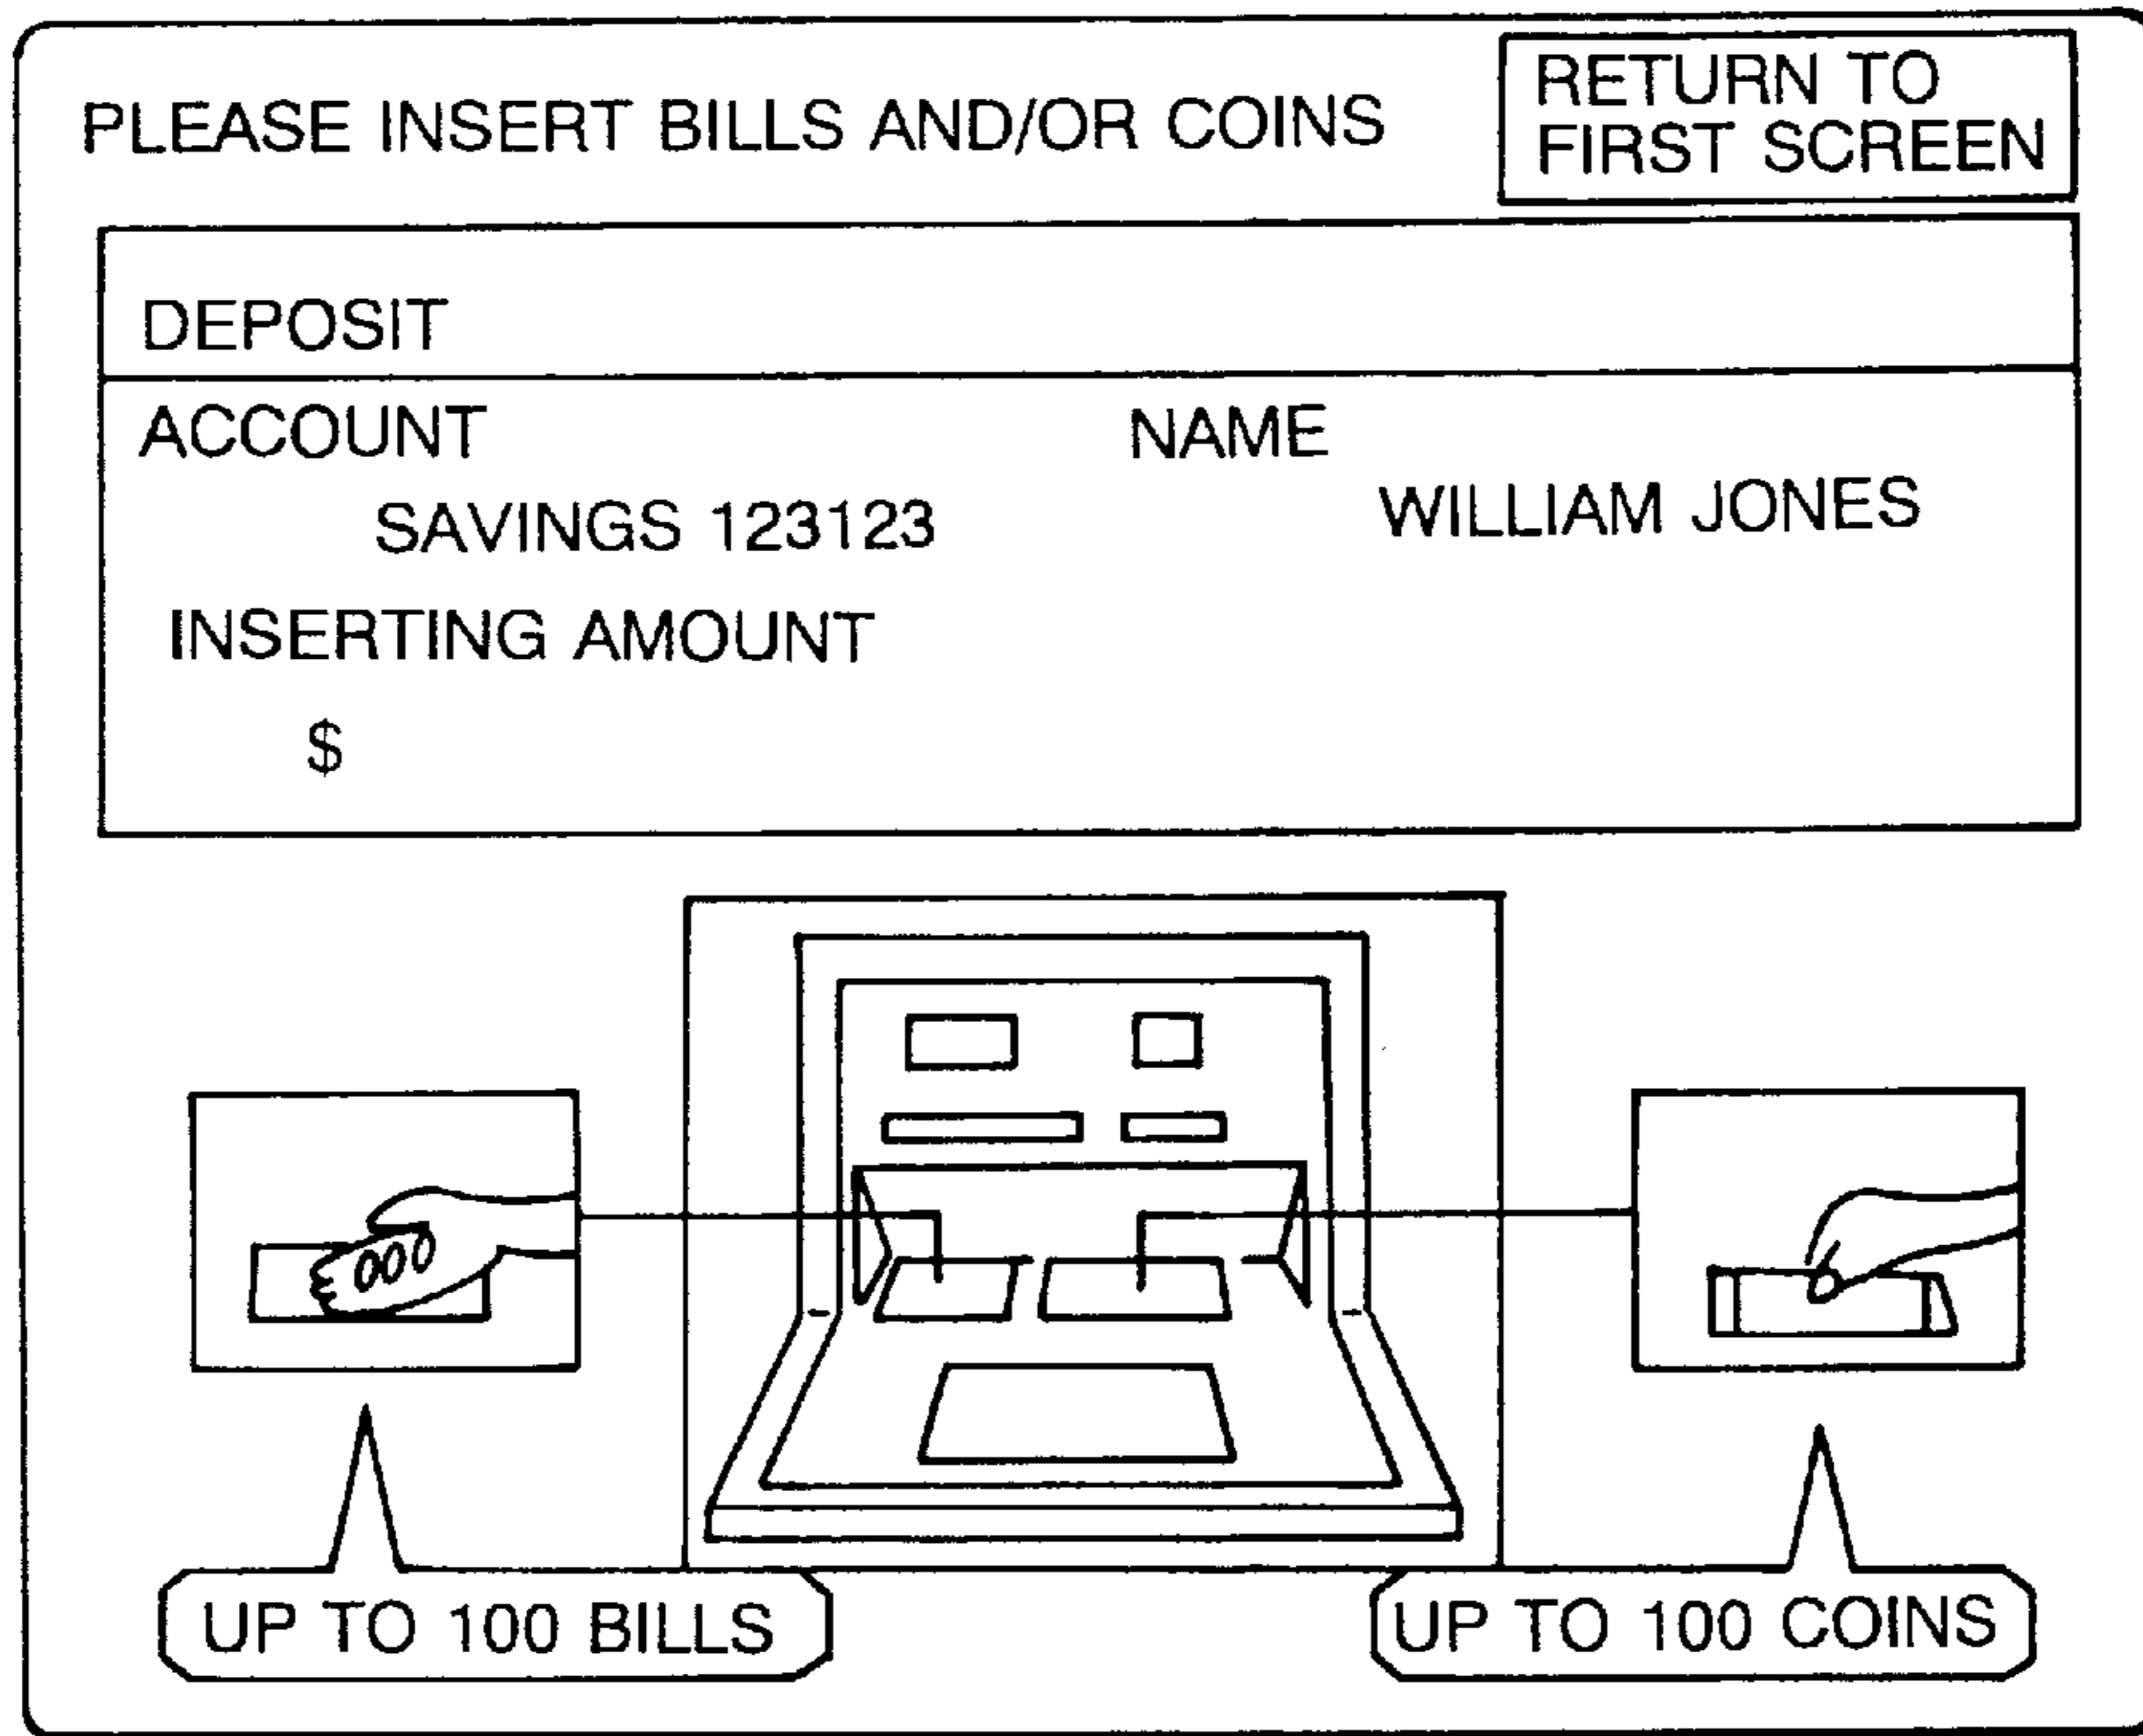 PLEASE INSERT BILLS AND/OR COINS
RETURN TO
FIRST SCREEN
DEPOSIT
ACCOUNT
NAME
SAVINGS 123123
WILLIAM JONES
INSERTING AMOUNT
$
UP TO 100 BILLS
UP TO 100 COINS